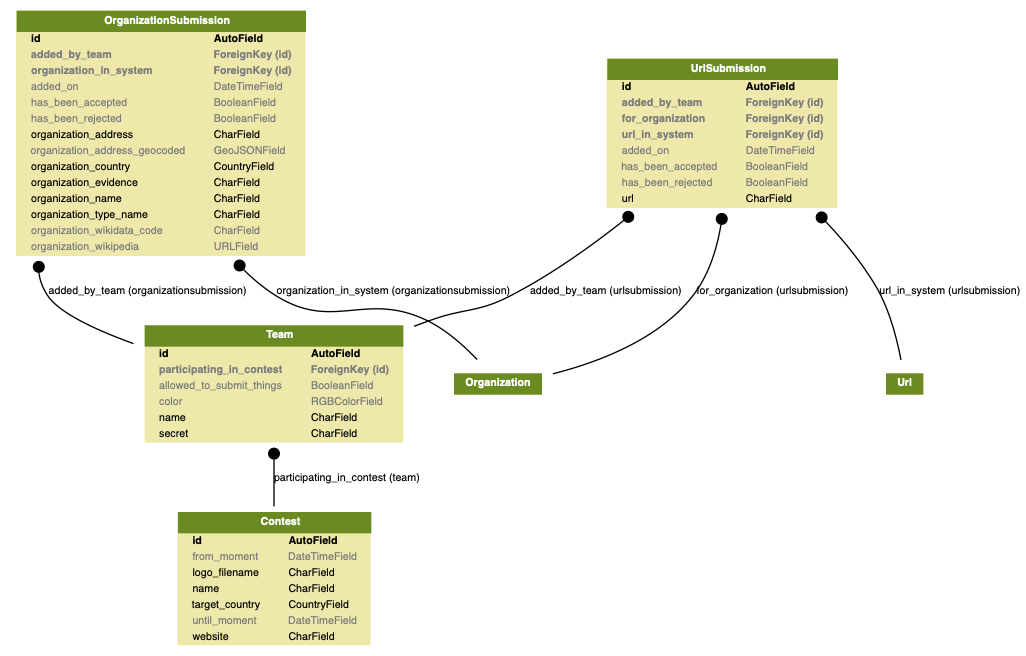 OrganizationSubmission
id AutoField
added_by_team ForeignKey (id)
organization_in_system ForeignKey (id)
added_on DateTimeField
has_been_accepted BooleanField
has_been_rejected BooleanField
organization_address CharField
organization_address_geocoded GeoJSONField
organization_country CountryField
organization_evidence CharField
organization_name CharField
organization_type_name CharField
organization_wikidata_code CharField
organization_wikipedia URLField
UrlSubmission
id AutoField
added_by_team ForeignKey (id)
for_organization ForeignKey (id)
url_in_system ForeignKey (id)
added_on DateTimeField
has_been_accepted BooleanField
has_been_rejected BooleanField
url CharField
added_by_team (organizationsubmission)
organization_in_system (organizationsubmission)
added_by_team (urlsubmission)
for_organization (urlsubmission)
url_in_system (urlsubmission)
Team
id AutoField
participating_in_contest ForeignKey (id)
allowed_to_submit_things BooleanField
color RGBColorField
name CharField
secret CharField
Organization
Url
participating_in_contest (team)
Contest
id AutoField
from_moment DateTimeField
logo_filename CharField
name CharField
target_country CountryField
until_moment DateTimeField
website CharField